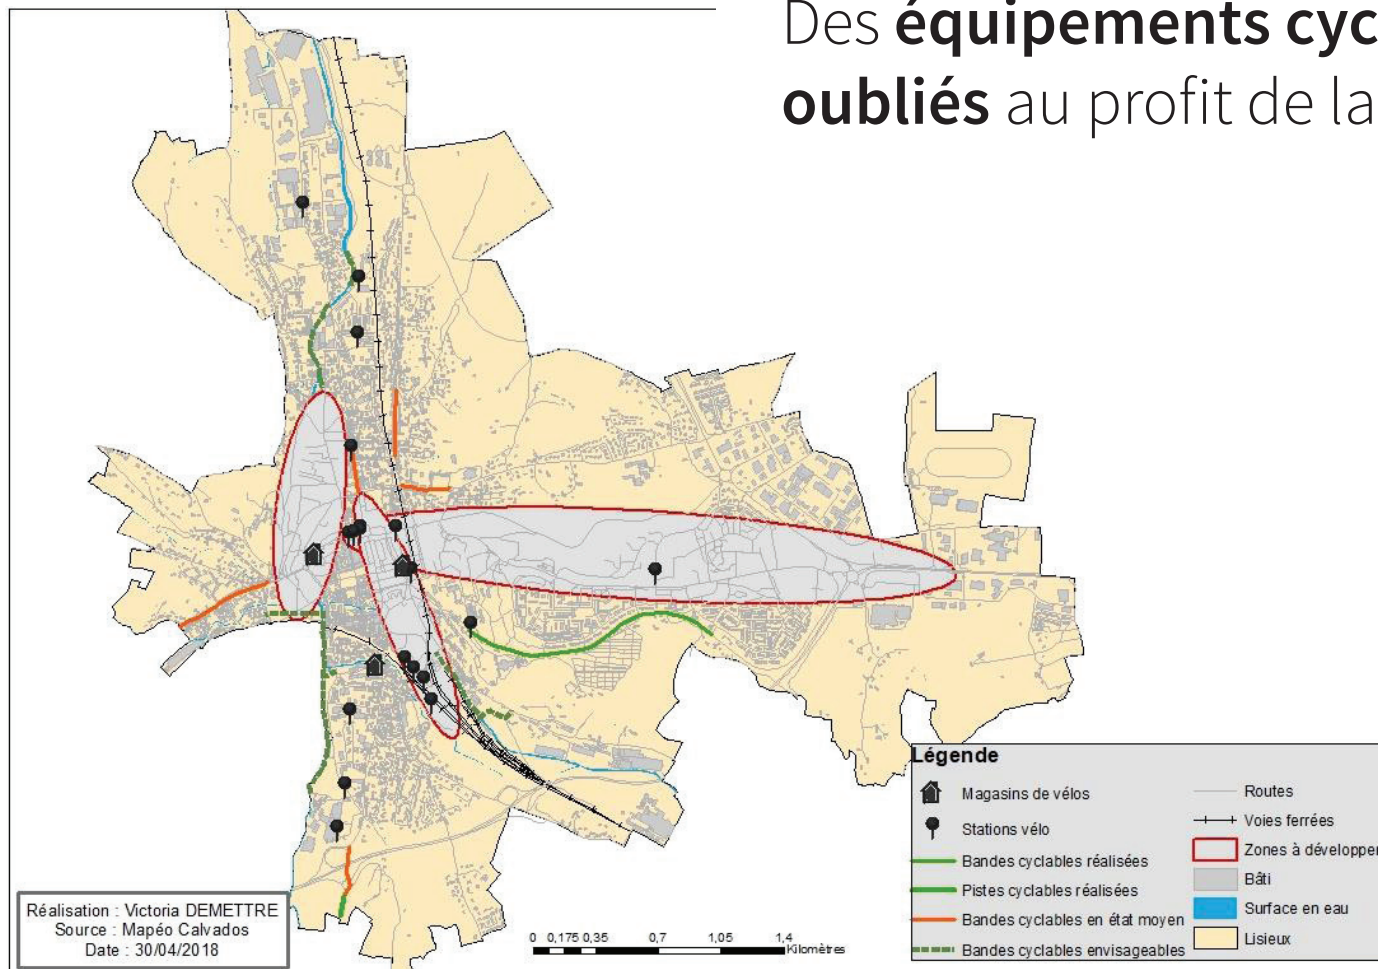 Des équipements cyc
oubliés au profit de la
Légende
Magasins de vélos
Stations vélo
Bandes cyclables réalisées
Pistes cyclables réalisées
Bandes cyclables en état moyen
Bandes cyclables envisageables
Routes
Voies ferrées
Zones à développer
Bâti
Surface en eau
Lisieux
Réalisation : Victoria DEMETTRE
Source : Mapéo Calvados
Date : 30/04/2018
0 0,175 0,35 0,7 1,05 1,4
Kilomètres